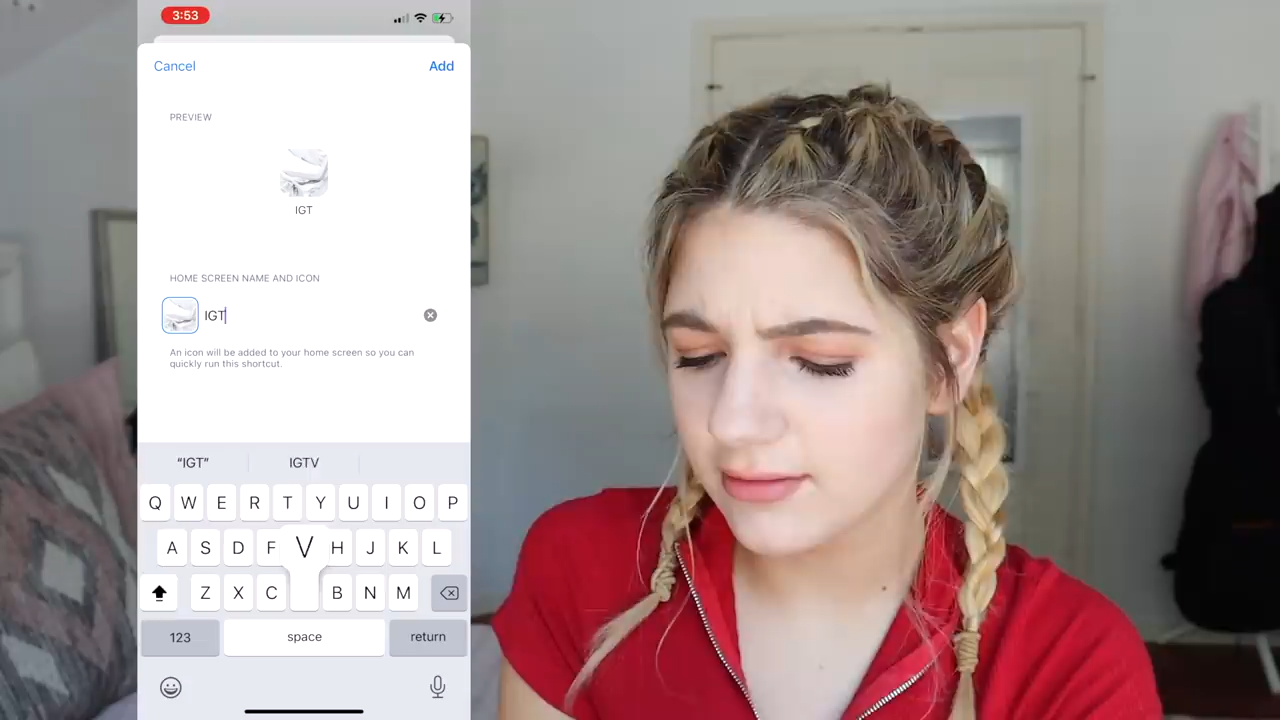 3:53
Cancel
Add
PREVIEW
IGT
HOME SCREEN NAME AND ICON
IGT
An icon will be added to your home screen so you can
quickly run this shortcut.
“IGT”
IGTV
Q W E R T Y U I O P
A S D F V H J K L
Z X C B N M
123
space
return